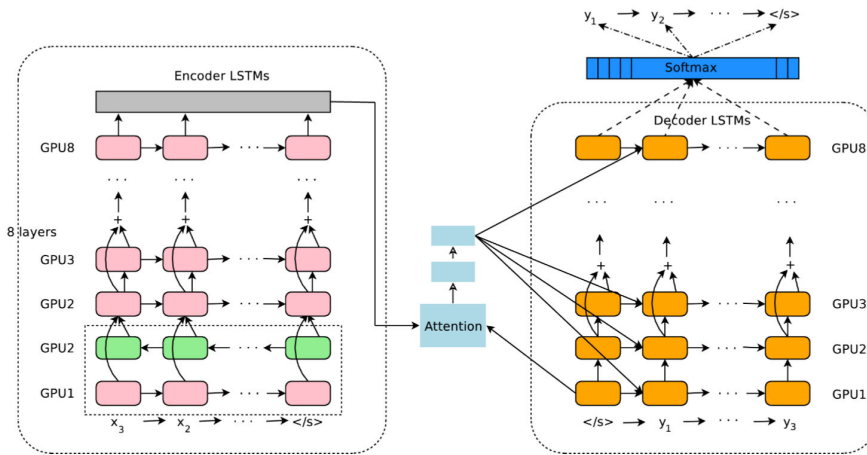 y1 y2 · · · </s>
Softmax
Encoder LSTMs
Decoder LSTMs
GPU8 · · · · · · GPU8
· · · · · · · · · · · · · · · · · ·
+ + +
8 layers
+ + +
GPU3 · · ·
GPU2 · · · · · · GPU3
Attention
GPU2 · · · · · · GPU2
GPU1 · · · · · · GPU1
x3 x2 · · · </s> </s> y1 · · · y3